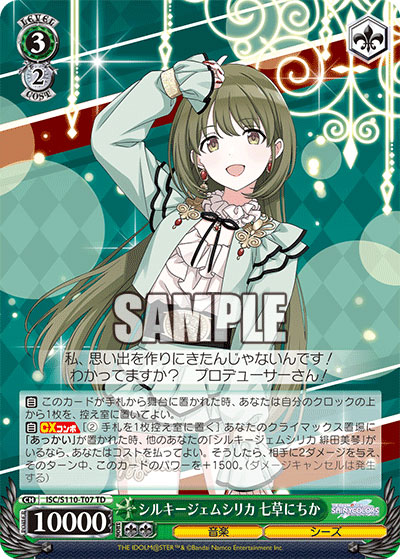 LEVEL
3
2
COST
SAMPLE
私、思い出を作りにきたんじゃないんです！
わかってますか？　プロデューサーさん！
【自】 このカードが手札から舞台に置かれた時、あなたは自分のクロックの上から1枚を、控え室に置いてよい。
【自】 CXコンボ ［② 手札を1枚控え室に置く］ あなたのクライマックス置場に
「あっかい」が置かれた時、他のあなたの「シルキージェムシリカ 緋田美琴」が
いるなら、あなたはコストを払ってよい。そうしたら、相手に2ダメージを与え、
そのターン中、このカードのパワーを＋1500。（ダメージキャンセルは発生
する）
CH
ISC/S110-T07 TD
10000
シルキージェムシリカ 七草にちか
SHINYCOLORS
音楽
シーズ
THE IDOLM@STER™& ©Bandai Namco Entertainment Inc.